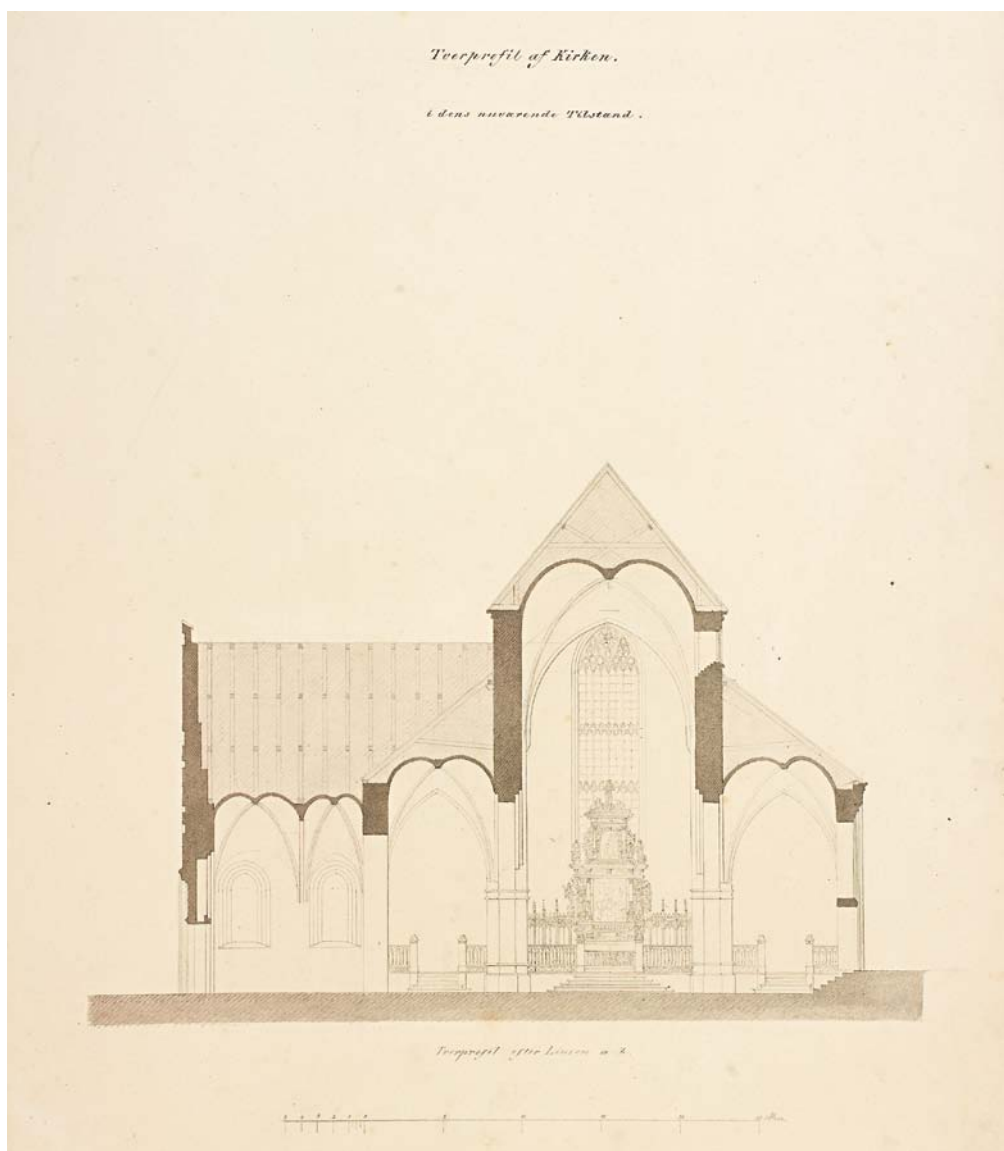 Tverprofil af Kirken.
i dens nuværende Tilstand.
Tverprofil efter Linien a